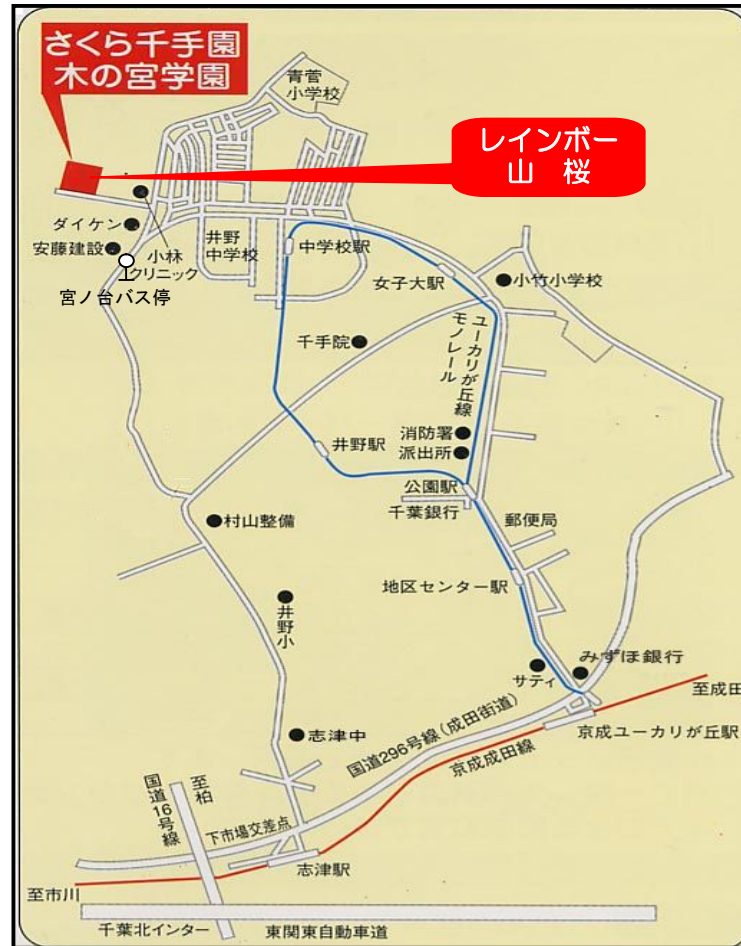 さくら千手園
木の宮学園
青菅
小学校
レインボー
山 桜
ダイケン
安藤建設
小林
クリニック
宮ノ台バス停
井野
中学校
中学校駅
女子大駅
小竹小学校
千手院
ユーカリが丘線
モノレール
井野駅
消防署
派出所
公園駅
千葉銀行
郵便局
村山整備
地区センター駅
井野小
みずほ銀行
サティ
至成田
京成ユーカリが丘駅
志津中
国道296号線(成田街道)
京成成田線
至柏
国道16号線
下市場交差点
志津駅
至市川
千葉北インター
東関東自動車道